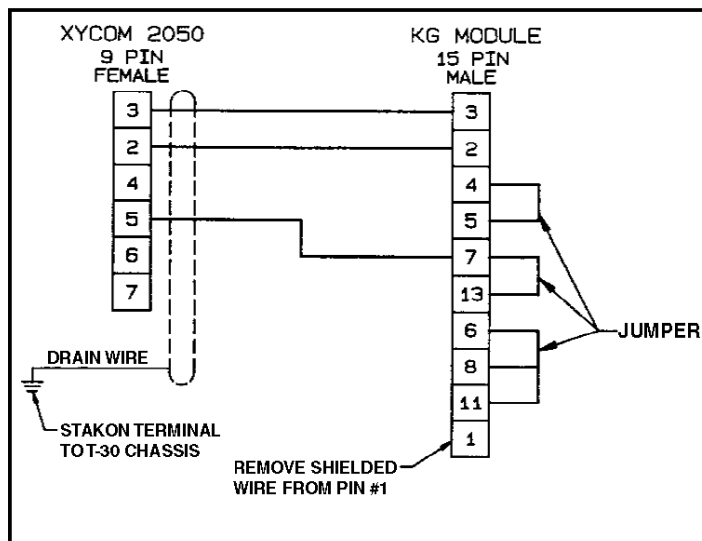 XYCOM 2050
9 PIN
FEMALE
3
2
4
5
6
7
DRAIN WIRE
STAKON TERMINAL
TO T-30 CHASSIS
KG MODULE
15 PIN
MALE
3
2
4
5
7
13
6
8
11
1
JUMPER
REMOVE SHIELDED
WIRE FROM PIN #1